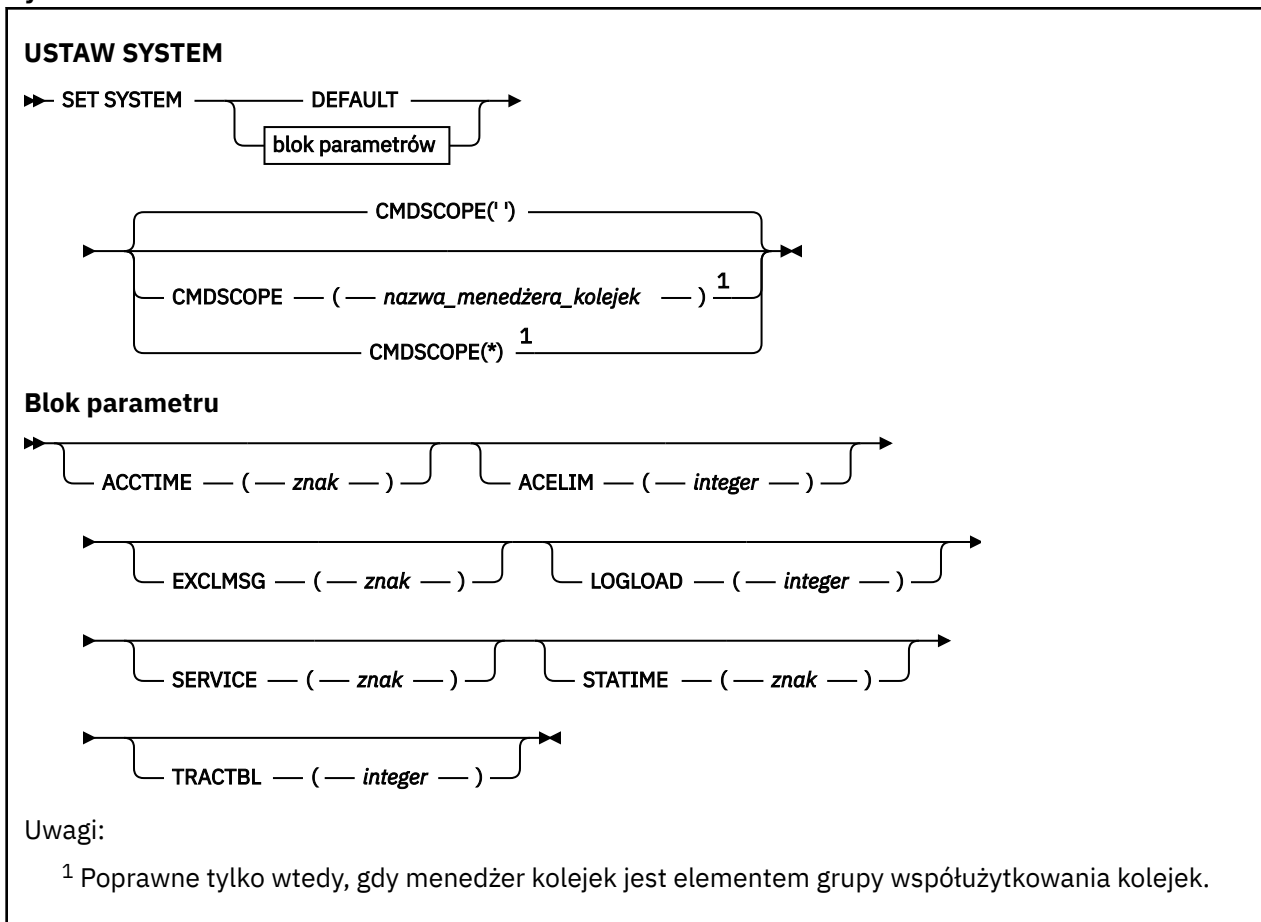 USTAW SYSTEM
SET SYSTEM DEFAULT
blok parametrów
CMDSCOPE(' ')
CMDSCOPE ( nazwa_menedżera_kolejek ) 1
CMDSCOPE(*) 1
Blok parametru
ACCTIME ( znak ) ACELIM ( integer )
EXCLMSG ( znak ) LOGLOAD ( integer )
SERVICE ( znak ) STATIME ( znak )
TRACTBL ( integer )
Uwagi:
1 Poprawne tylko wtedy, gdy menedżer kolejek jest elementem grupy współużytkowania kolejek.